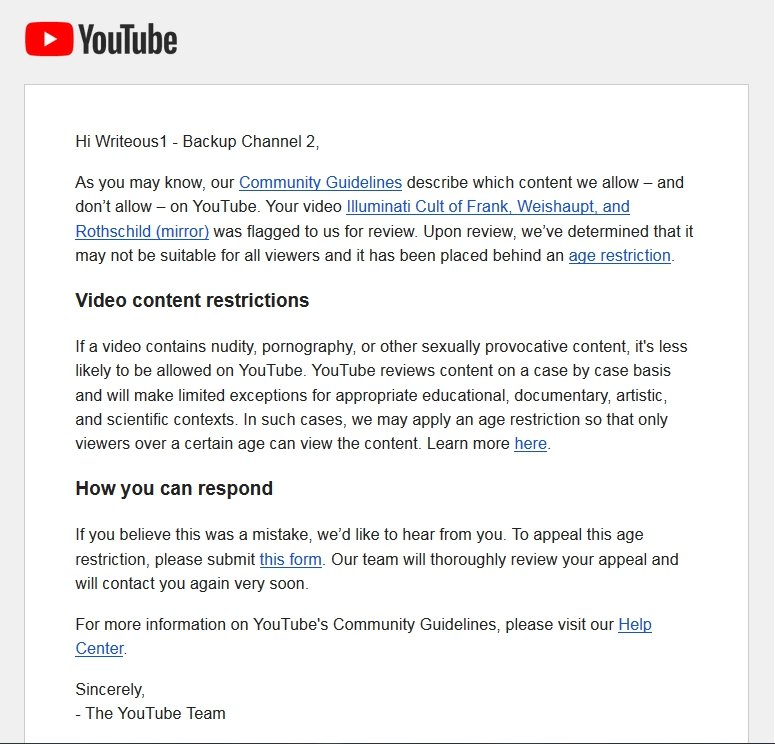 YouTube
Hi Writeous1 - Backup Channel 2,
As you may know, our Community Guidelines describe which content we allow – and
don’t allow – on YouTube. Your video Illuminati Cult of Frank, Weishaupt, and
Rothschild (mirror) was flagged to us for review. Upon review, we’ve determined that it
may not be suitable for all viewers and it has been placed behind an age restriction.
Video content restrictions
If a video contains nudity, pornography, or other sexually provocative content, it's less
likely to be allowed on YouTube. YouTube reviews content on a case by case basis
and will make limited exceptions for appropriate educational, documentary, artistic,
and scientific contexts. In such cases, we may apply an age restriction so that only
viewers over a certain age can view the content. Learn more here.
How you can respond
If you believe this was a mistake, we’d like to hear from you. To appeal this age
restriction, please submit this form. Our team will thoroughly review your appeal and
will contact you again very soon.
For more information on YouTube's Community Guidelines, please visit our Help
Center.
Sincerely,
- The YouTube Team